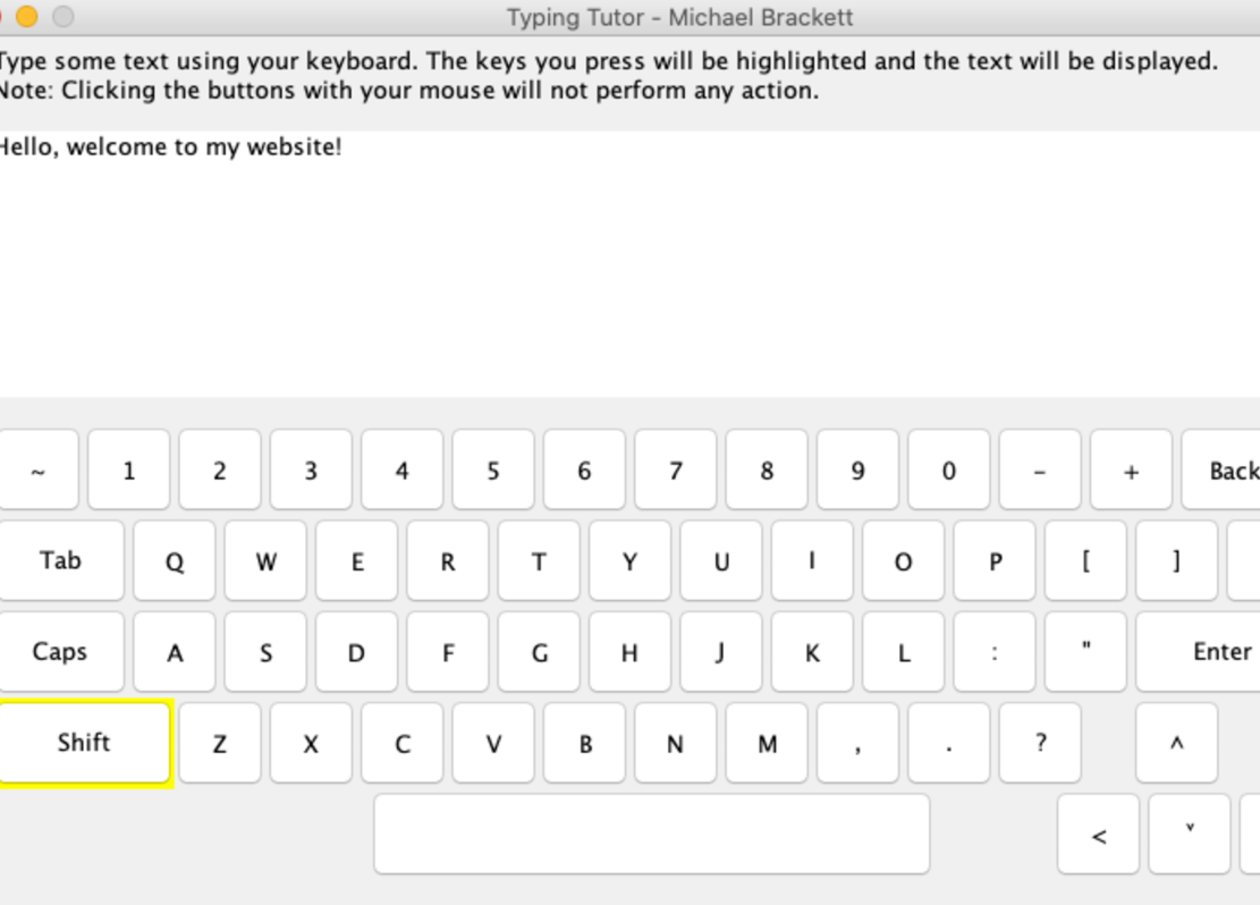 Typing Tutor - Michael Brackett
Type some text using your keyboard. The keys you press will be highlighted and the text will be displayed.
Note: Clicking the buttons with your mouse will not perform any action.
Hello, welcome to my website!
~ 1 2 3 4 5 6 7 8 9 0 - + Back
Tab Q W E R T Y U I O P [ ]
Caps A S D F G H J K L : " Enter
Shift Z X C V B N M , . ? ^
< ˅